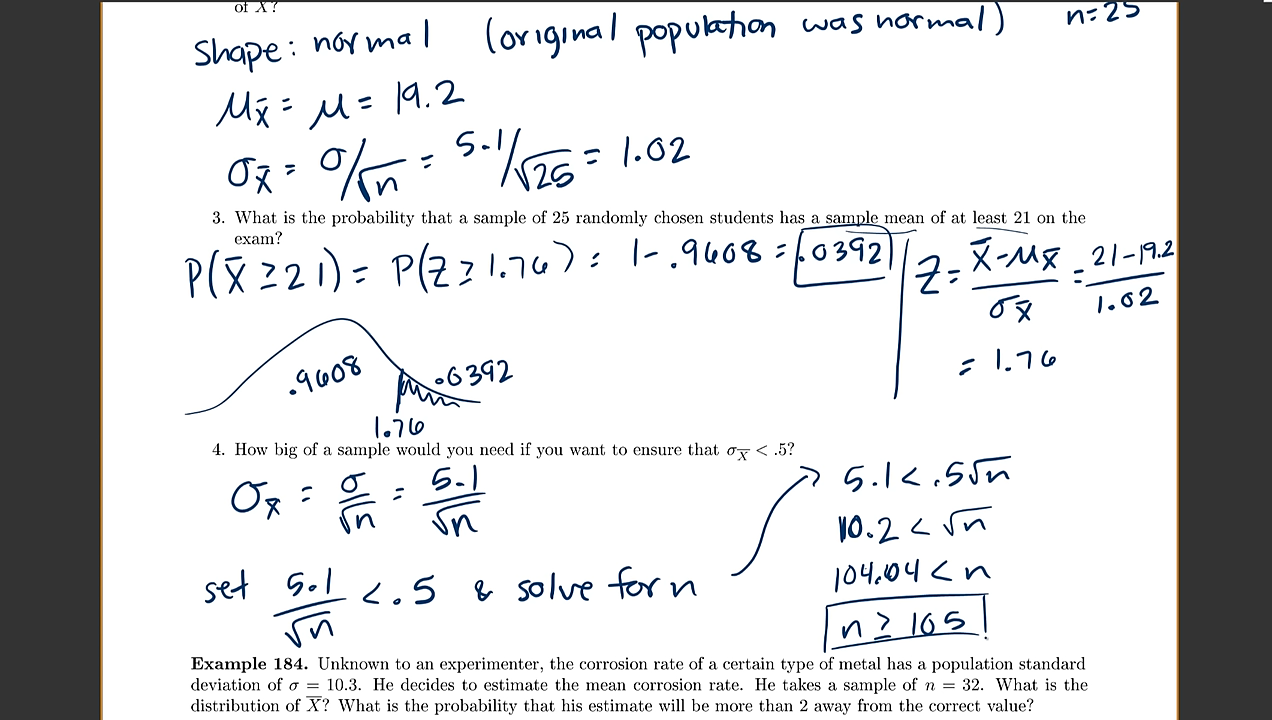 of X̄?
n=25
Shape: normal (original population was normal)
μx̄ = μ = 19.2
σx̄ = σ/√n = 5.1/√25 = 1.02
3. What is the probability that a sample of 25 randomly chosen students has a sample mean of at least 21 on the
exam?
P(X̄ ≥ 21) = P(Z ≥ 1.76) = 1 - .9608 = .0392
Z = (X̄ - μx̄)/σx̄ = (21 - 19.2)/1.02
= 1.76
.9608
.0392
1.76
4. How big of a sample would you need if you want to ensure that σX̄ < .5?
σx̄ = σ/√n = 5.1/√n
set 5.1/√n < .5 & solve for n
5.1 < .5√n
10.2 < √n
104.04 < n
n ≥ 105
Example 184. Unknown to an experimenter, the corrosion rate of a certain type of metal has a population standard
deviation of σ = 10.3. He decides to estimate the mean corrosion rate. He takes a sample of n = 32. What is the
distribution of X̄? What is the probability that his estimate will be more than 2 away from the correct value?